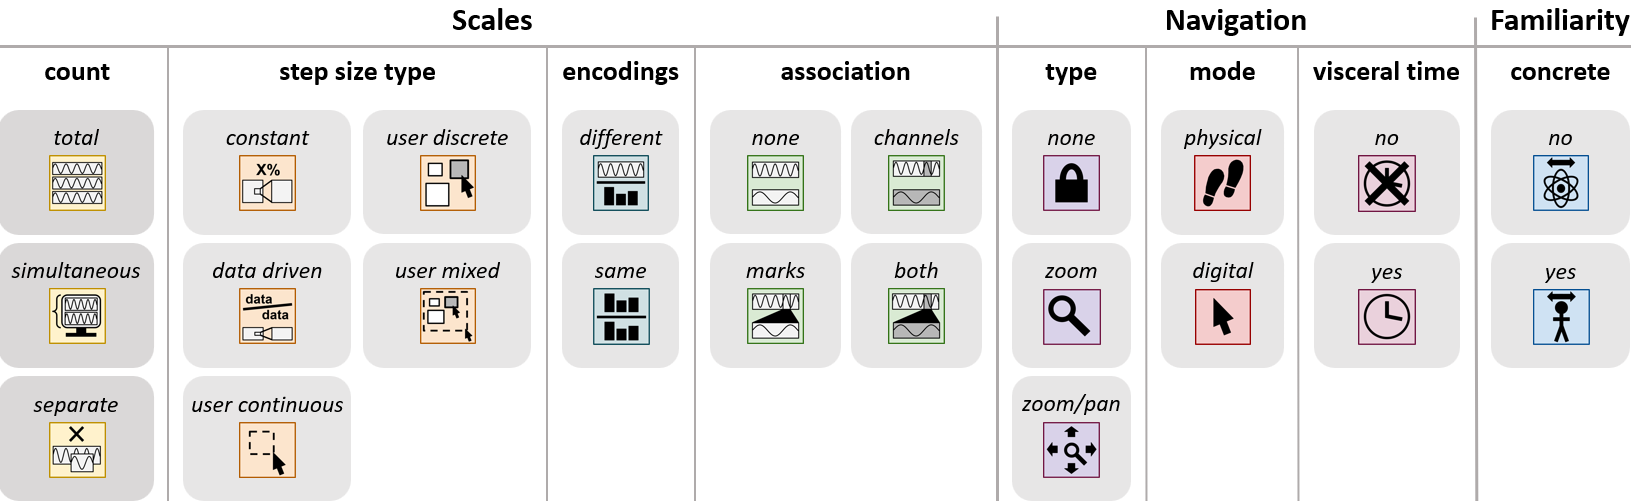 Scales Navigation Familiarity
count step size type encodings association type mode visceral time concrete
total constant user discrete different none channels none physical no no
X%
simultaneous data driven user mixed same marks both zoom digital yes yes
data
data
separate user continuous zoom/pan